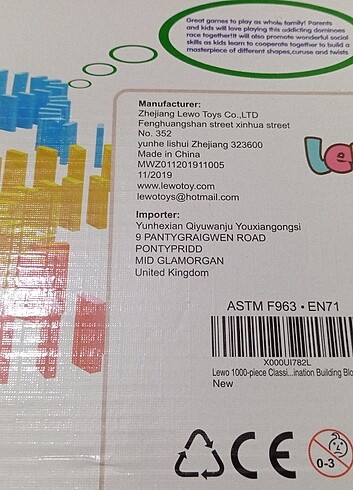 Great games to play as whole family! Parents
and kids will love playing this addicting dominoes
race together!It will also promote wonderful social
skills as kids learn to cooperate together to build a
masterpiece of different shapes,curuse and twists
Manufacturer:
Zhejiang Lewo Toys Co.,LTD
Fenghuangshan street xinhua street
No. 352
yunhe lishui Zhejiang 323600
Made in China
MWZ011201911005
11/2019
www.lewotoy.com
lewotoys@hotmail.com
Le
Importer:
Yunhexian Qiyuwanju Youxiangongsi
9 PANTYGRAIGWEN ROAD
PONTYPRIDD
MID GLAMORGAN
United Kingdom
ASTM F963 • EN71
X000UI782L
Lewo 1000-piece Classi...ination Building Blo
New
CE
0-3